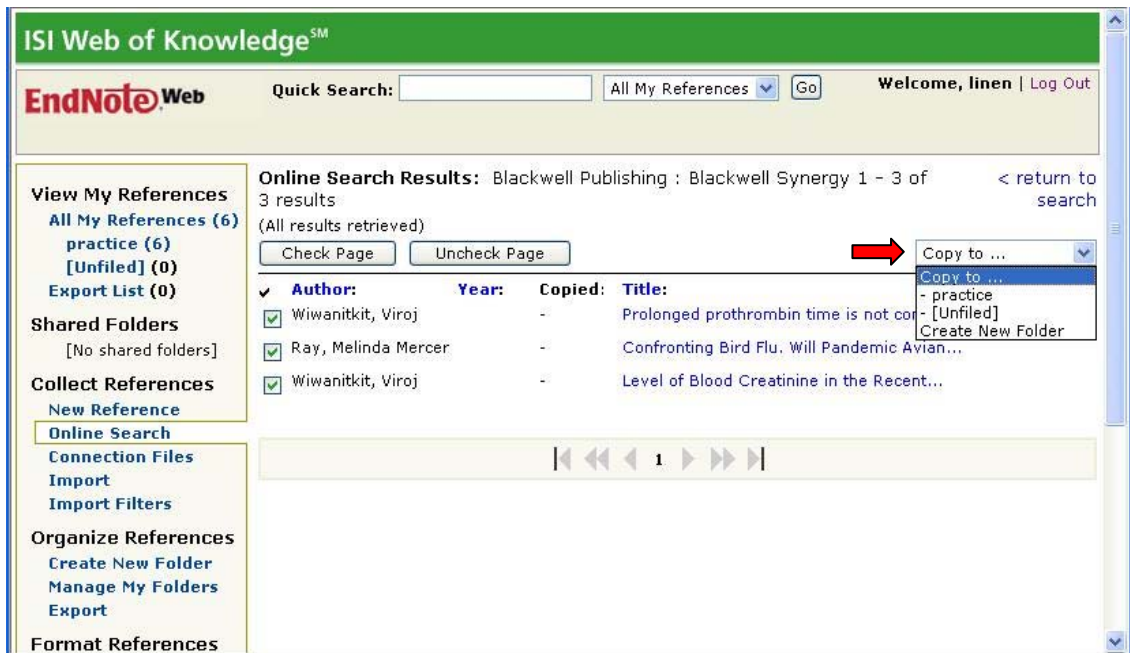 ISI Web of Knowledge℠
EndNote Web
Quick Search:
All My References
Go
Welcome, linen | Log Out
View My References
All My References (6)
practice (6)
[Unfiled] (0)
Export List (0)
Shared Folders
[No shared folders]
Collect References
New Reference
Online Search
Connection Files
Import
Import Filters
Organize References
Create New Folder
Manage My Folders
Export
Format References
Online Search Results: Blackwell Publishing : Blackwell Synergy 1 - 3 of
3 results
< return to
search
(All results retrieved)
Check Page Uncheck Page
Copy to ...
Copy to ...
- practice
- [Unfiled]
Create New Folder
Author: Year: Copied: Title:
Wiwanitkit, Viroj - Prolonged prothrombin time is not
Ray, Melinda Mercer - Confronting Bird Flu. Will Pandemic Avian...
Wiwanitkit, Viroj - Level of Blood Creatinine in the Recent...
1